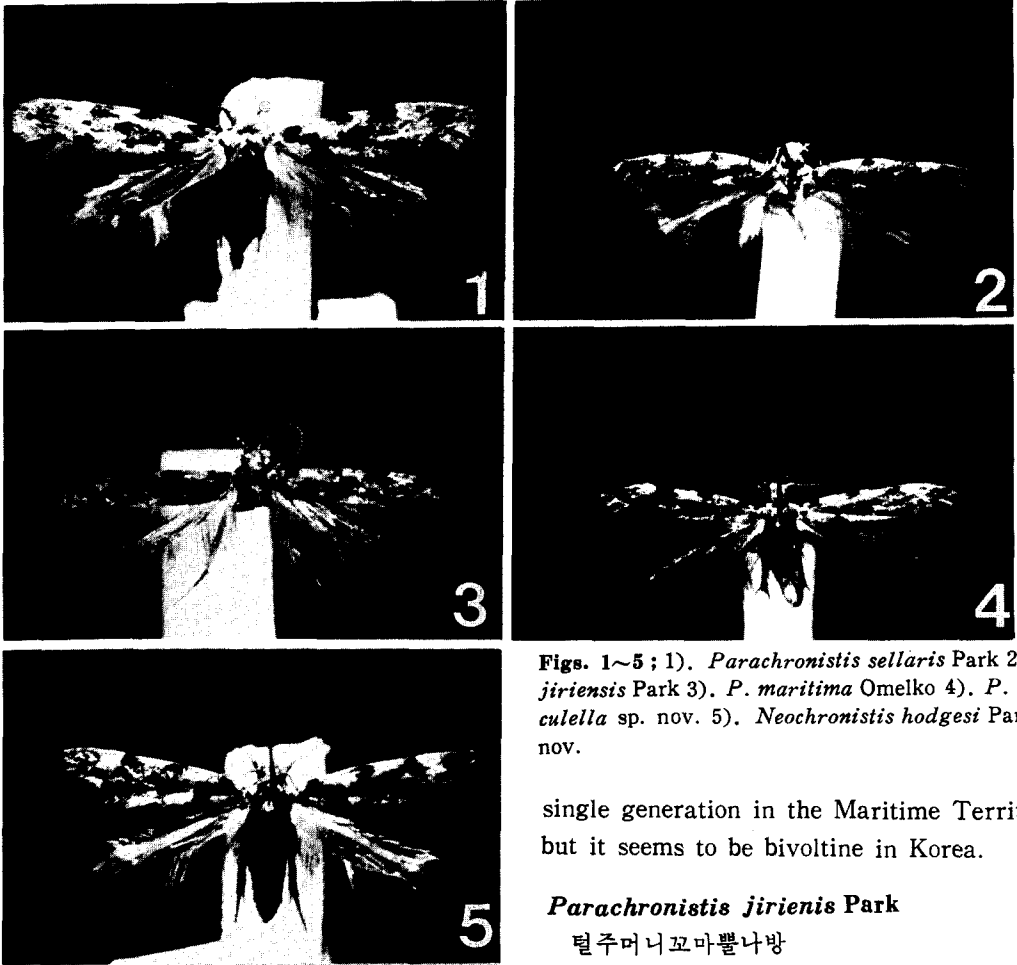 1
2
3
4
5
Figs. 1~5 ; 1). Parachronistis sellaris Park 2
jiriensis Park 3). P. maritima Omelko 4). P.
culella sp. nov. 5). Neochronistis hodgesi Par
nov.
single generation in the Maritime Territ
but it seems to be bivoltine in Korea.
Parachronistis jirienis Park
털주머니꼬마뿔나방